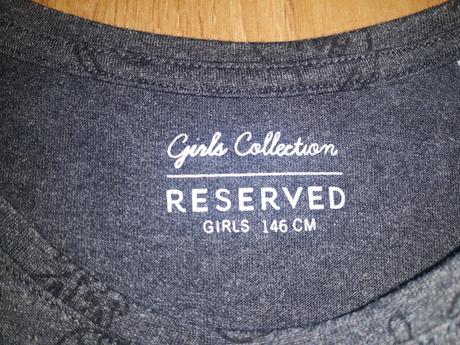 Girls Collection
RESERVED
GIRLS 146 CM